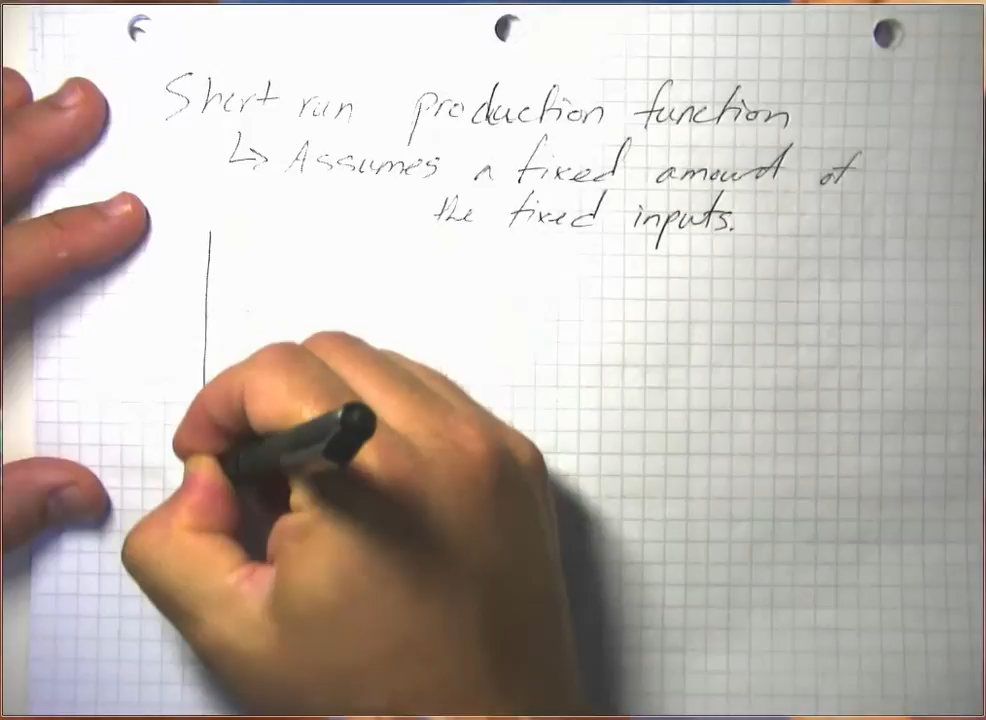 Short run production function
↳ Assumes a fixed amount of
the fixed inputs.